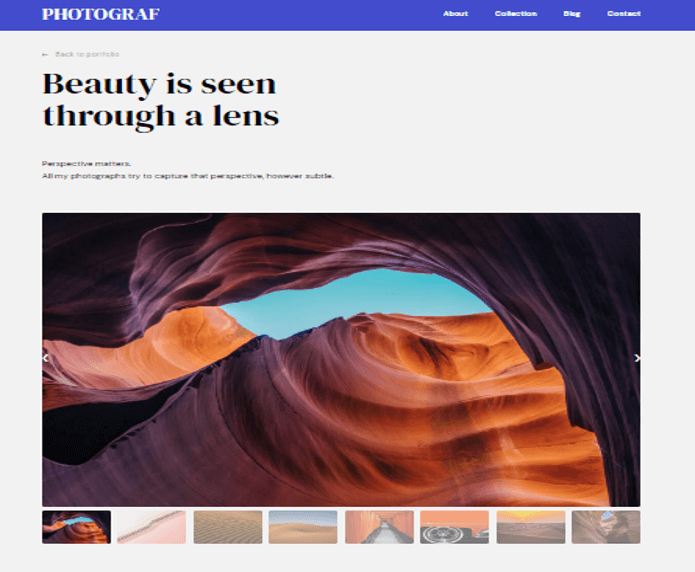 PHOTOGRAF
About Collection Blog Contact
← Back to portfolio
Beauty is seen
through a lens
Perspective matters.
All my photographs try to capture that perspective, however subtle.